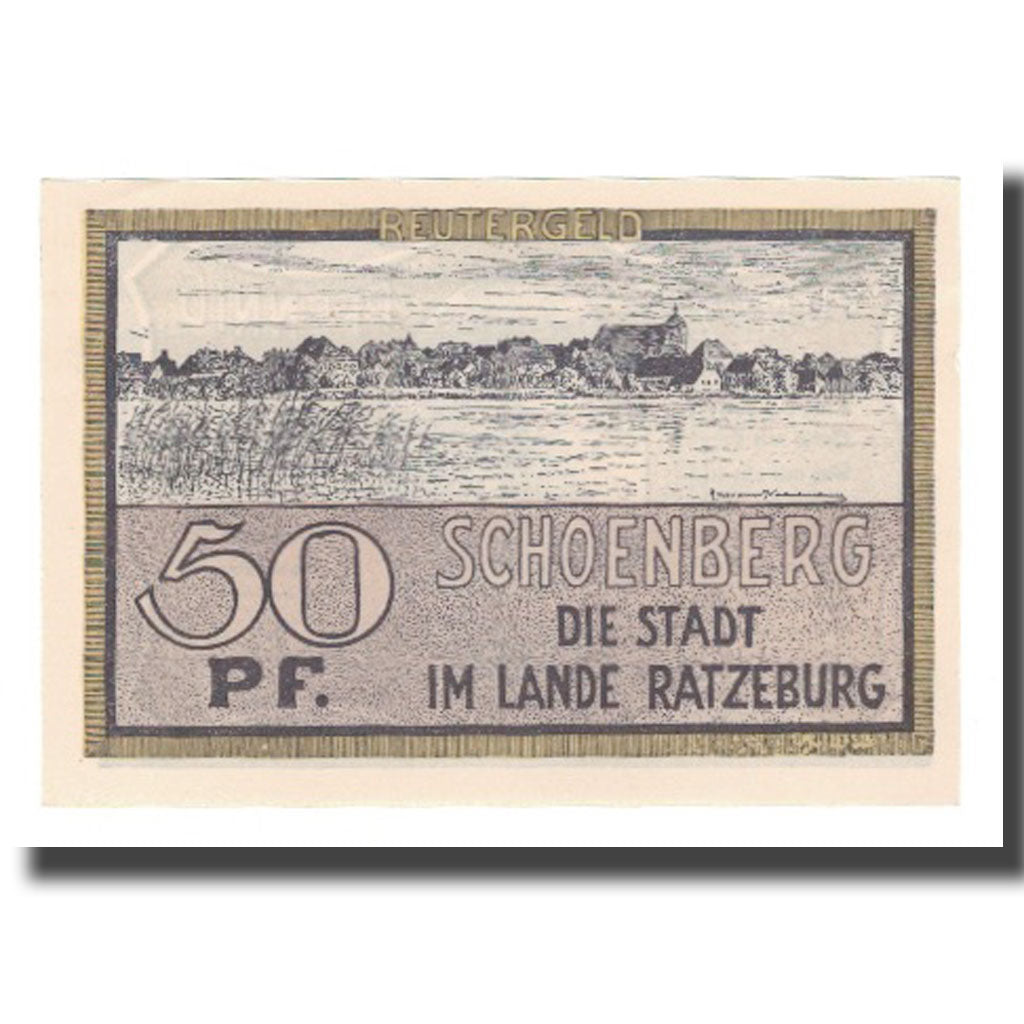 REUTERGELD
50
PF.
SCHOENBERG
DIE STADT
IM LANDE RATZEBURG